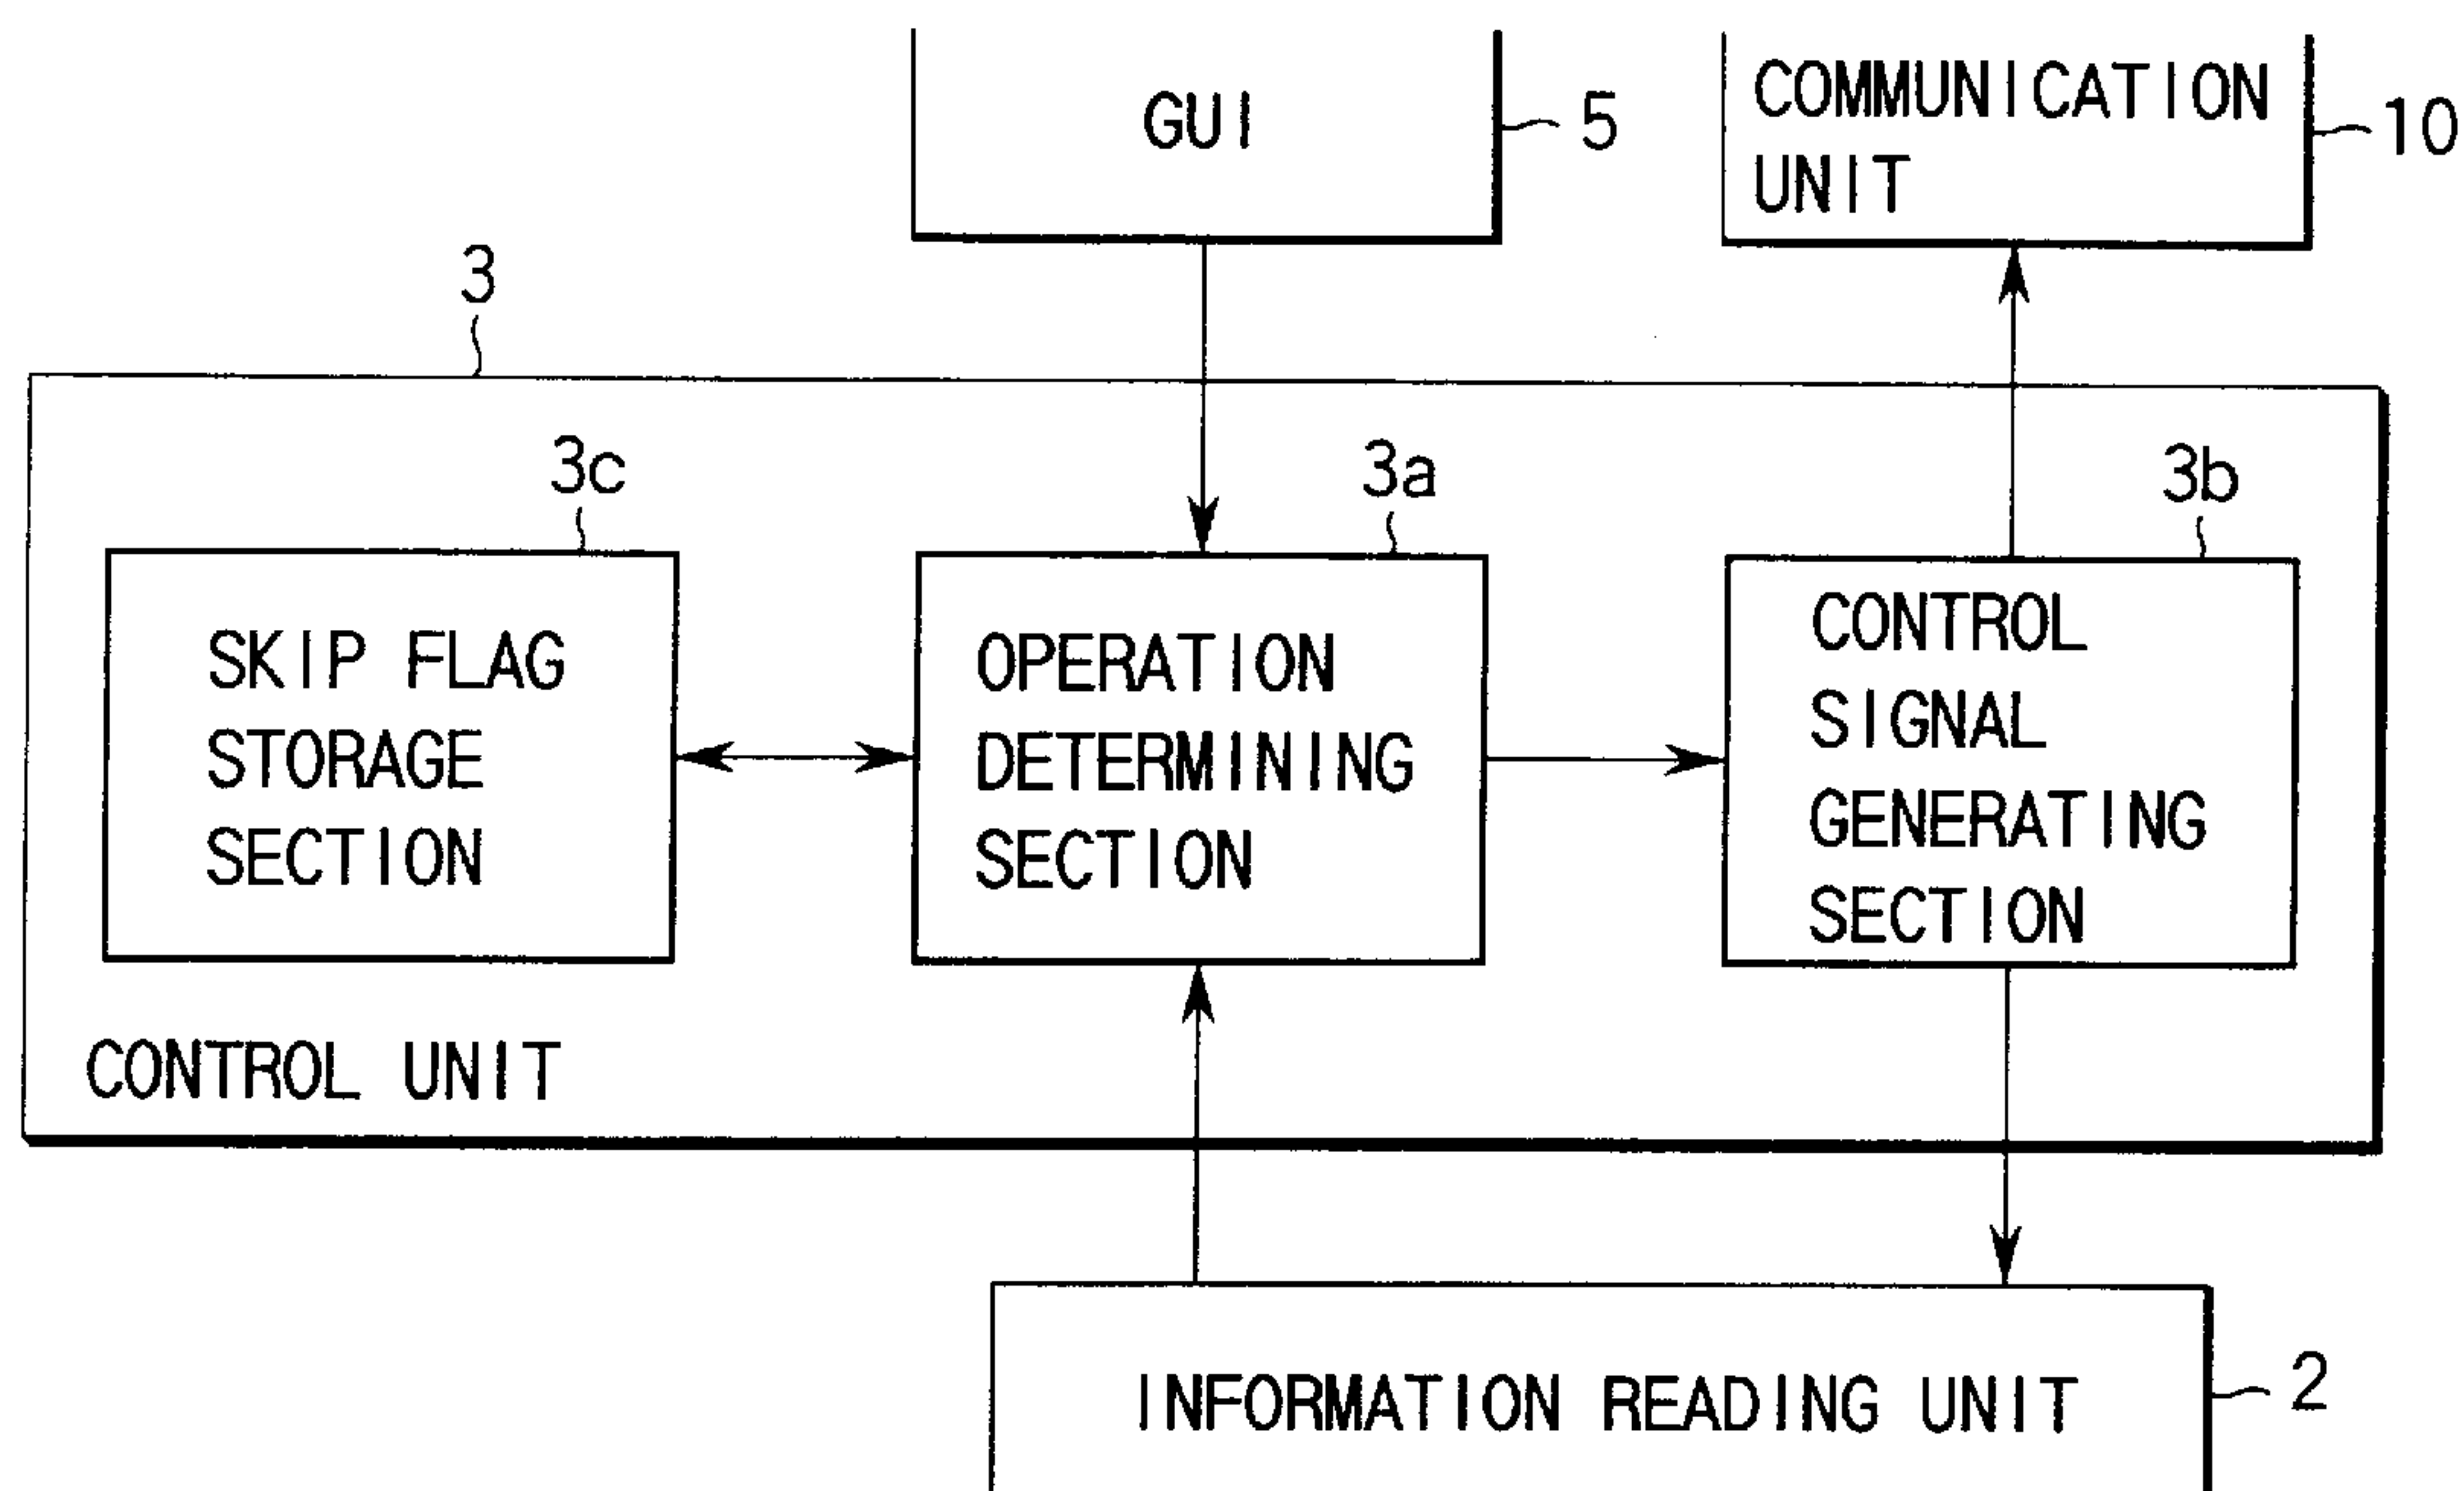 GUI
5
COMMUNICATION
UNIT
10
3
3c
3a
3b
SKIP FLAG
STORAGE
SECTION
OPERATION
DETERMINING
SECTION
CONTROL
SIGNAL
GENERATING
SECTION
CONTROL UNIT
INFORMATION READING UNIT
2